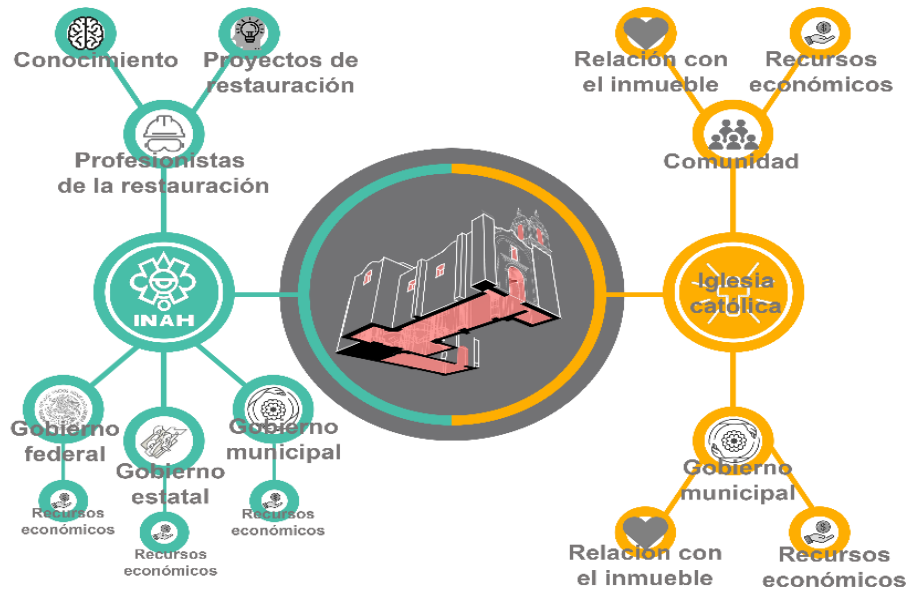 Conocimiento
Proyectos de
restauración
Profesionistas
de la restauración
INAH
Gobierno
federal
Recursos
económicos
Gobierno
estatal
Recursos
económicos
Gobierno
municipal
Recursos
económicos
Relación con
el inmueble
Recursos
económicos
Comunidad
Iglesia
católica
Gobierno
municipal
Relación con
el inmueble
Recursos
económicos